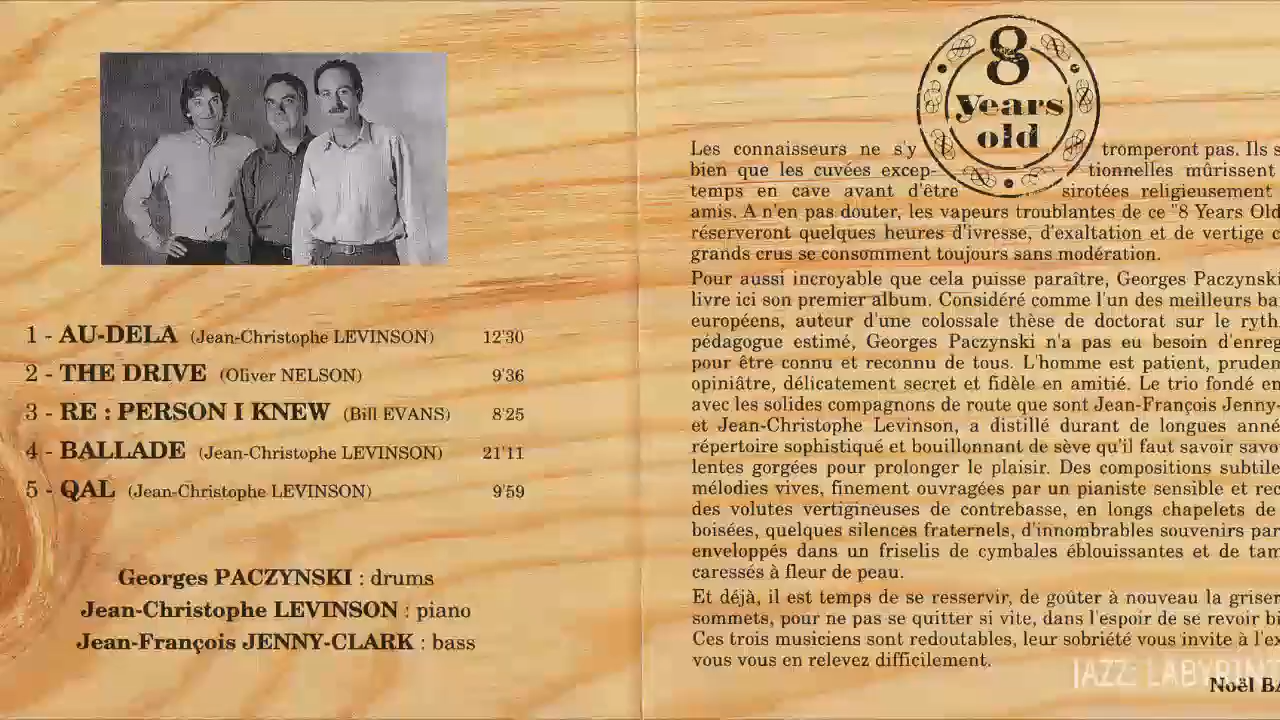 1 - AU-DELA (Jean-Christophe LEVINSON) 12'30
2 - THE DRIVE (Oliver NELSON) 9'36
3 - RE : PERSON I KNEW (Bill EVANS) 8'25
4 - BALLADE (Jean-Christophe LEVINSON) 21'11
5 - QAL (Jean-Christophe LEVINSON) 9'59
Georges PACZYNSKI : drums
Jean-Christophe LEVINSON : piano
Jean-François JENNY-CLARK : bass
8
years
old
Les connaisseurs ne s'y tromperont pas. Ils
bien que les cuvées excep- tionnelles mûrissent
temps en cave avant d'être sirotées religieusement
amis. A n'en pas douter, les vapeurs troublantes de ce "8 Years Old
réserveront quelques heures d'ivresse, d'exaltation et de vertige
grands crus se consomment toujours sans modération.
Pour aussi incroyable que cela puisse paraître, Georges Paczynski
livre ici son premier album. Considéré comme l'un des meilleurs
européens, auteur d'une colossale thèse de doctorat sur le
pédagogue estimé, Georges Paczynski n'a pas eu besoin
pour être connu et reconnu de tous. L'homme est patient,
opiniâtre, délicatement secret et fidèle en amitié. Le trio fondé en
avec les solides compagnons de route que sont Jean-François Jenny-
et Jean-Christophe Levinson, a distillé durant de longues
répertoire sophistiqué et bouillonnant de sève qu'il faut savoir
lentes gorgées pour prolonger le plaisir. Des compositions
mélodies vives, finement ouvragées par un pianiste sensible et
des volutes vertigineuses de contrebasse, en longs chapelets de
boisées, quelques silences fraternels, d'innombrables souvenirs
enveloppés dans un friselis de cymbales éblouissantes et de
caressés à fleur de peau.
Et déjà, il est temps de se resservir, de goûter à nouveau la
sommets, pour ne pas se quitter si vite, dans l'espoir de se revoir
Ces trois musiciens sont redoutables, leur sobriété vous invite à
vous vous en relevez difficilement.
JAZZ LABYRINT
Noël